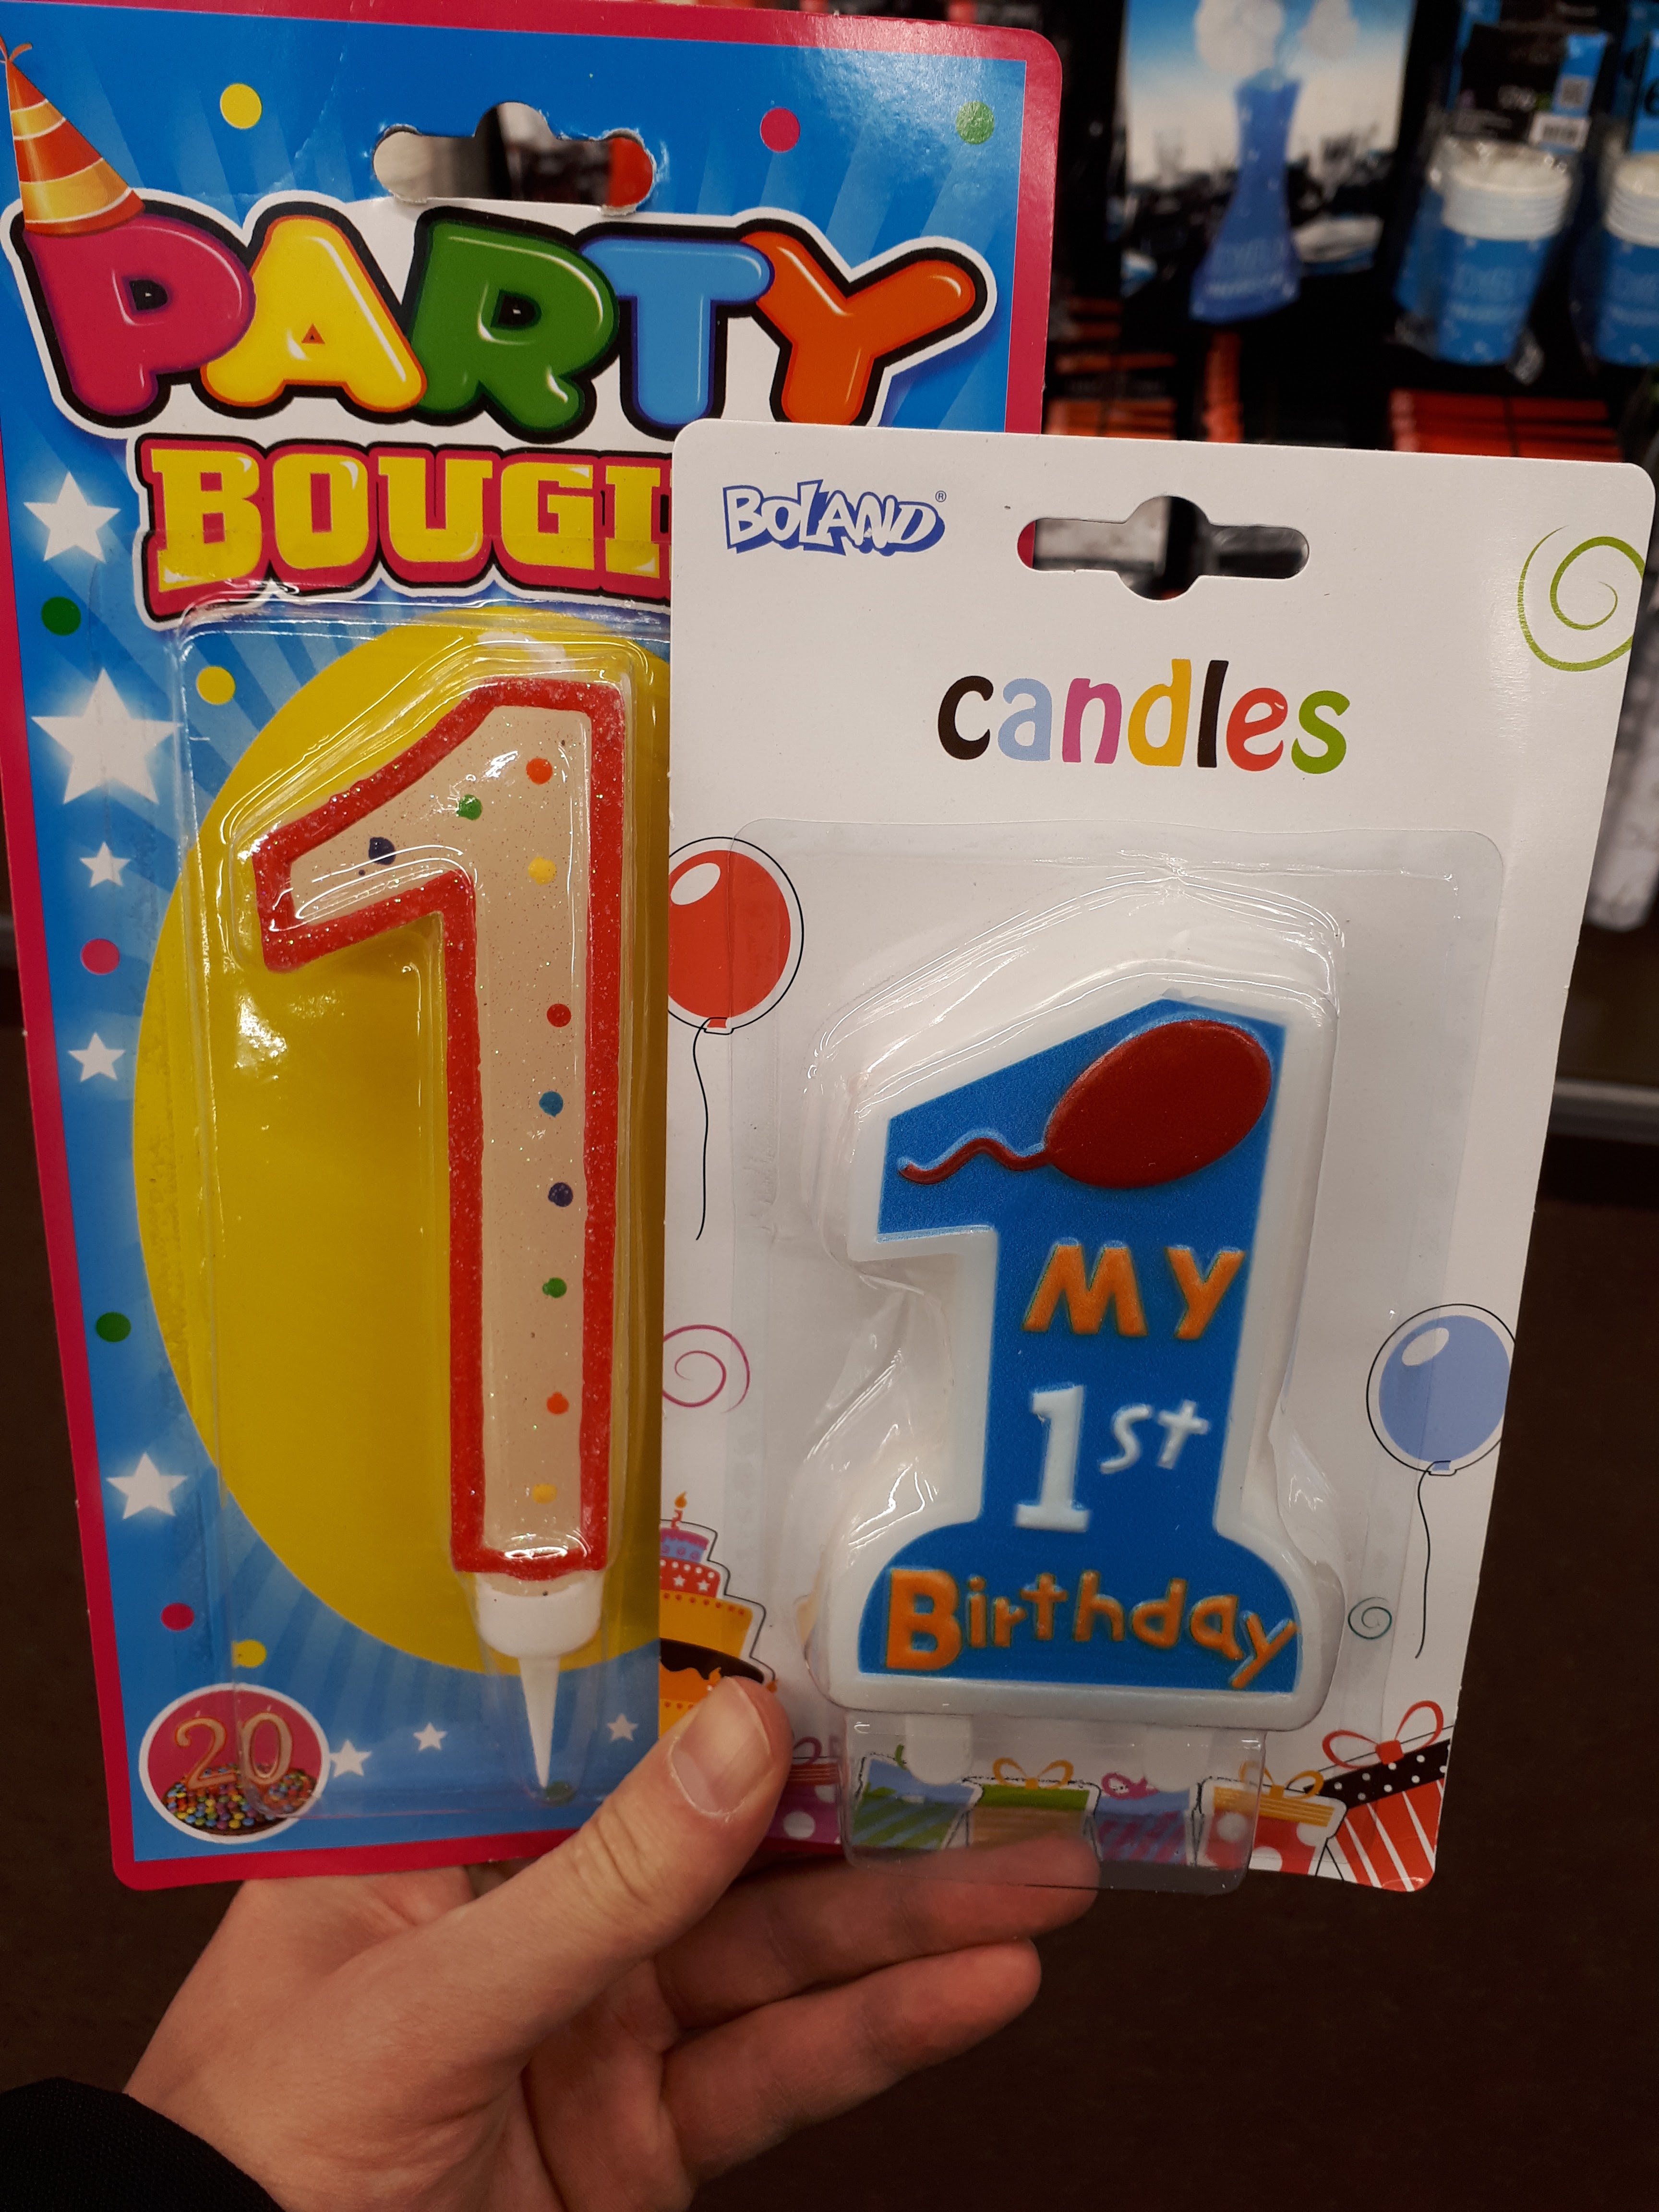 PARTY
BOUGI
20
BOLAND®
candles
MY
1st
Birthday